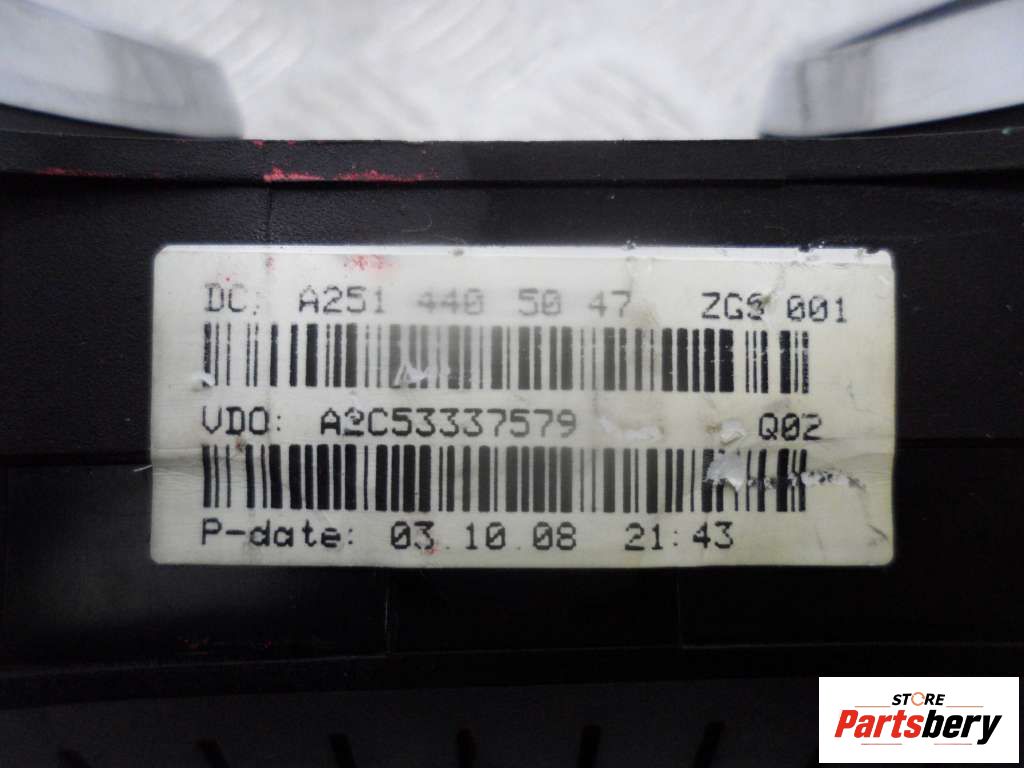 DC: A251 440 50 47 ZGS 001
VDO: A2C53337579 Q02
P-date: 03.10.08 21:43
STORE
Partsbery